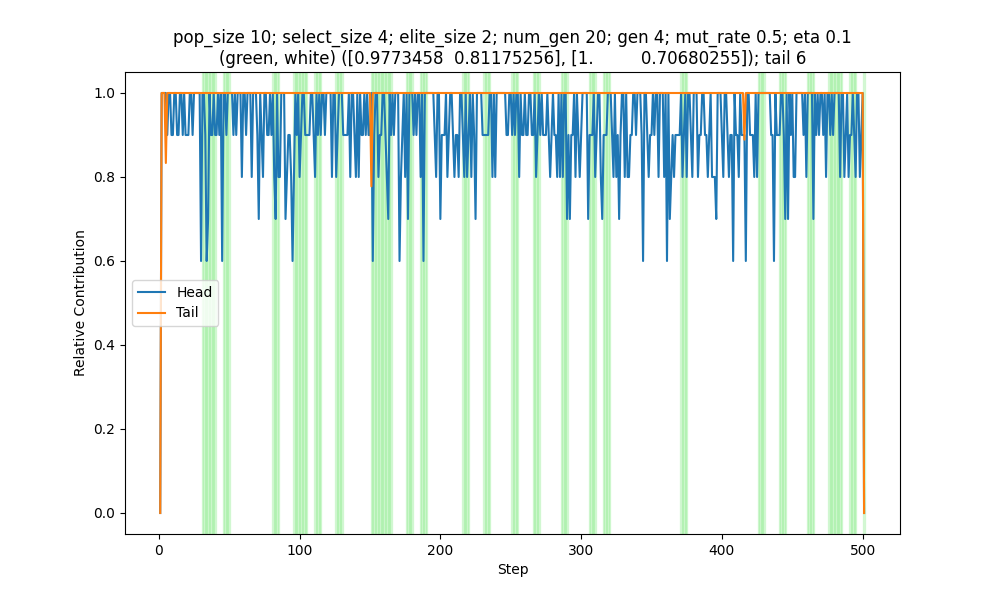 pop_size 10; select_size 4; elite_size 2; num_gen 20; gen 4; mut_rate 0.5; eta 0.1
(green, white) ([0.9773458  0.81175256], [1.         0.70680255]); tail 6
1.0
0.8
0.6
0.4
0.2
0.0
Relative Contribution
Head
Tail
0
100
200
300
400
500
Step